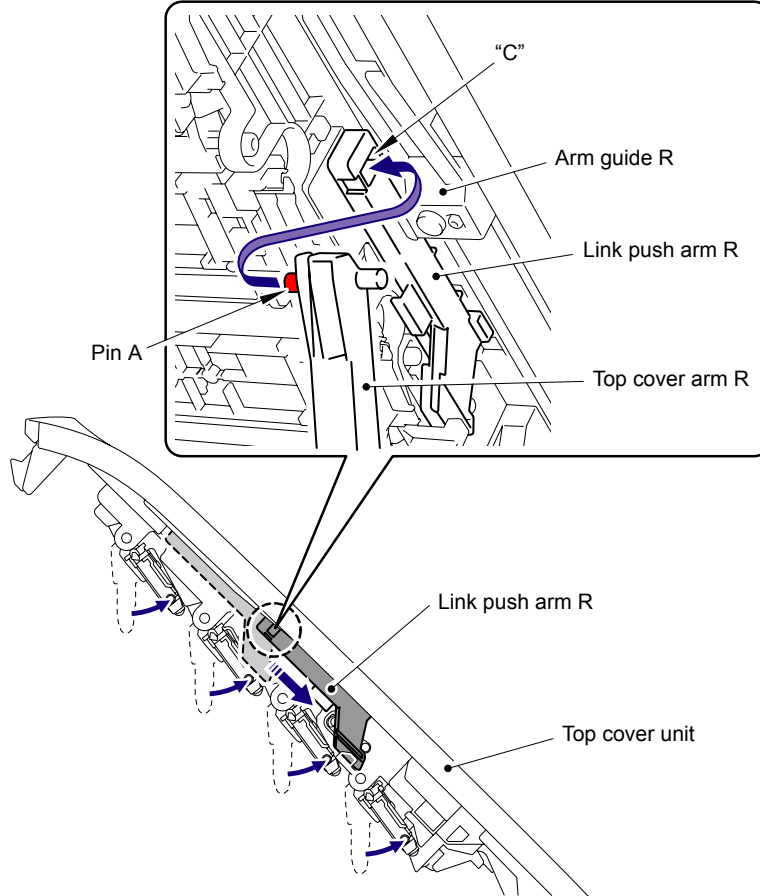 “C”
Arm guide R
Link push arm R
Pin A
Top cover arm R
Link push arm R
Top cover unit